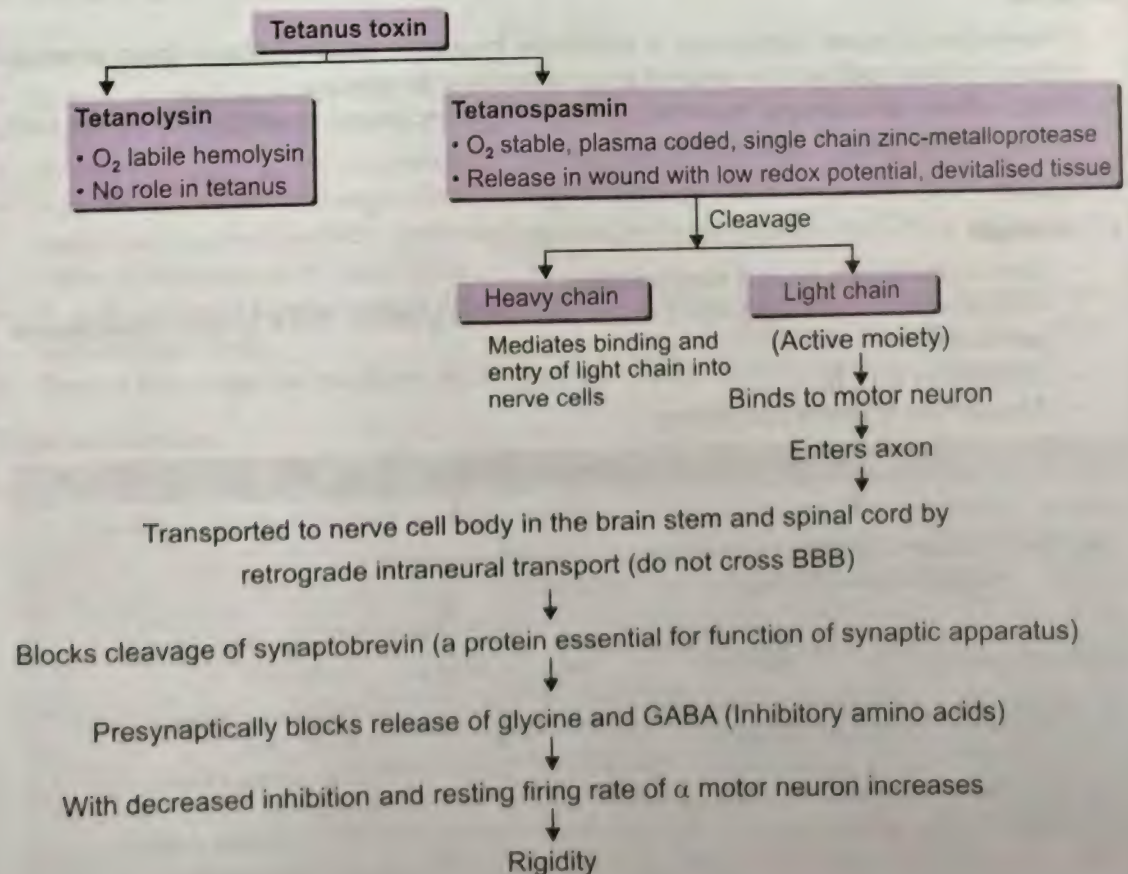 Tetanus toxin
Tetanolysin
• O₂ labile hemolysin
• No role in tetanus
Tetanospasmin
• O₂ stable, plasma coded, single chain zinc-metalloprotease
• Release in wound with low redox potential, devitalised tissue
Cleavage
Heavy chain
Mediates binding and
entry of light chain into
nerve cells
Light chain
(Active moiety)
Binds to motor neuron
Enters axon
Transported to nerve cell body in the brain stem and spinal cord by
retrograde intraneural transport (do not cross BBB)
Blocks cleavage of synaptobrevin (a protein essential for function of synaptic apparatus)
Presynaptically blocks release of glycine and GABA (Inhibitory amino acids)
With decreased inhibition and resting firing rate of α motor neuron increases
Rigidity